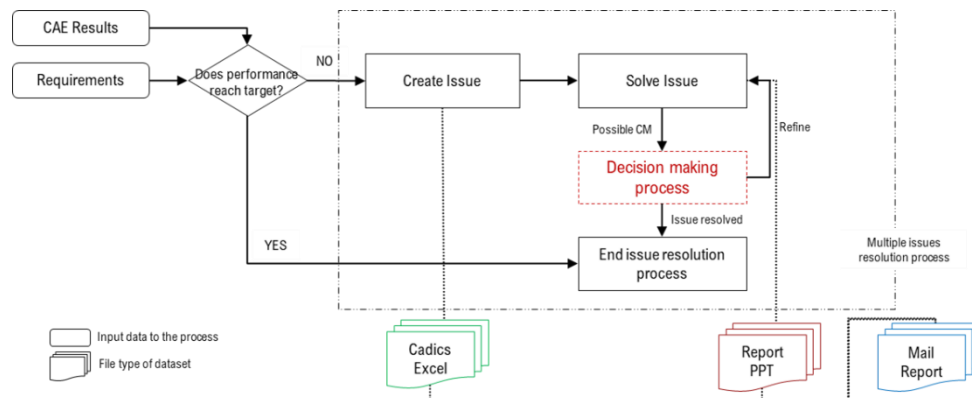 CAE Results
Requirements
Does performance
reach target?
NO
YES
Create Issue
Solve Issue
Possible CM
Refine
Decision making
process
Issue resolved
End issue resolution
process
Multiple issues
resolution process
Input data to the process
File type of dataset
Cadics
Excel
Report
PPT
Mail
Report